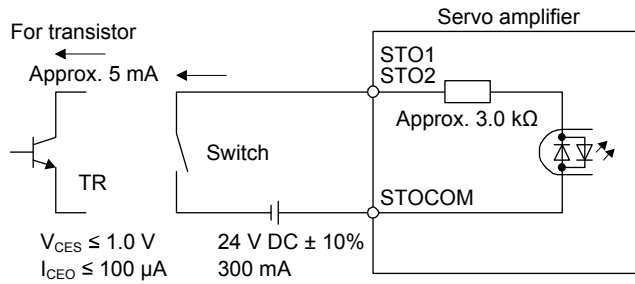 Servo amplifier
For transistor
Approx. 5 mA
STO1
STO2
Approx. 3.0 kΩ
Switch
TR
STOCOM
VCES ≤ 1.0 V
ICEO ≤ 100 µA
24 V DC ± 10%
300 mA